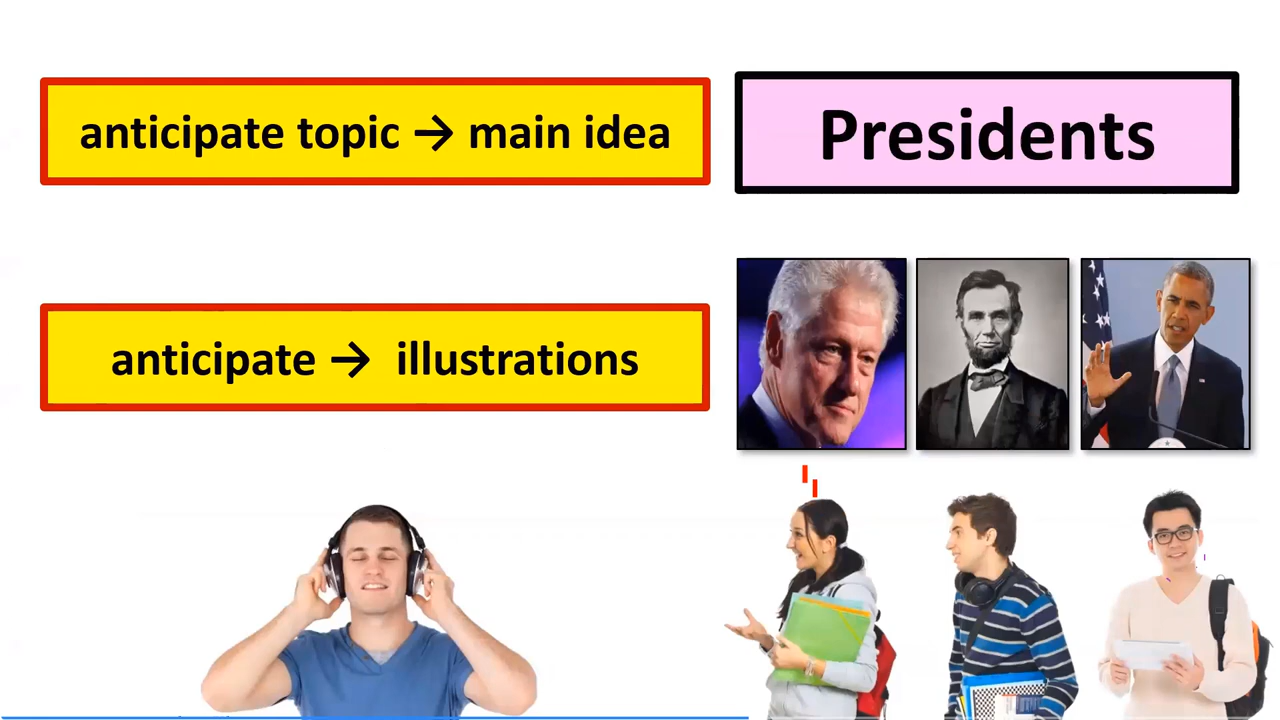 anticipate topic → main idea
Presidents
anticipate → illustrations